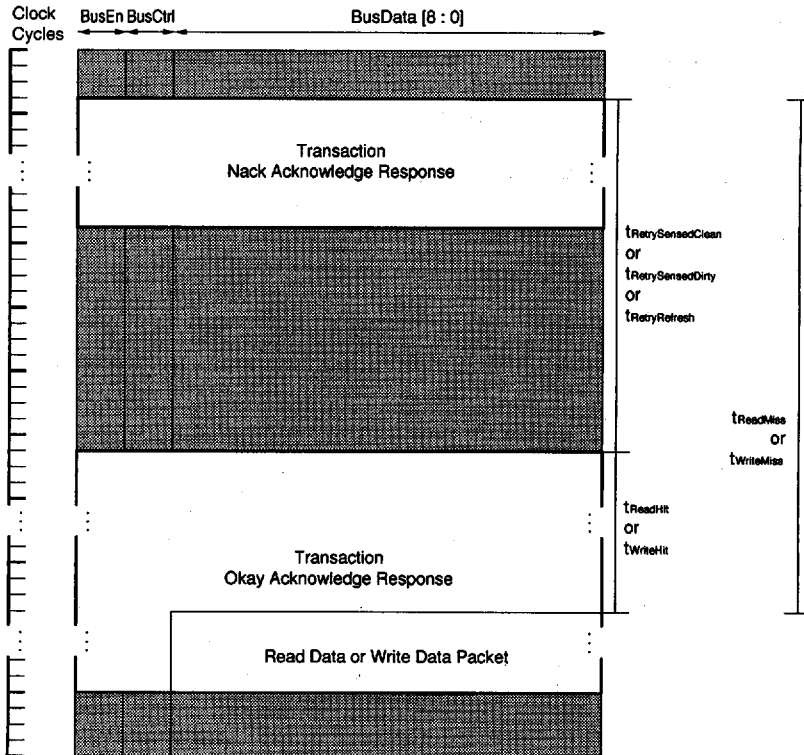 Clock
Cycles
BusEn BusCtrl BusData [8 : 0]
Transaction
Nack Acknowledge Response
tRetrySensedClean
or
tRetrySensedDirty
or
tRetryRefresh
tReadMiss
or
tWriteMiss
tReadHit
or
tWriteHit
Transaction
Okay Acknowledge Response
Read Data or Write Data Packet